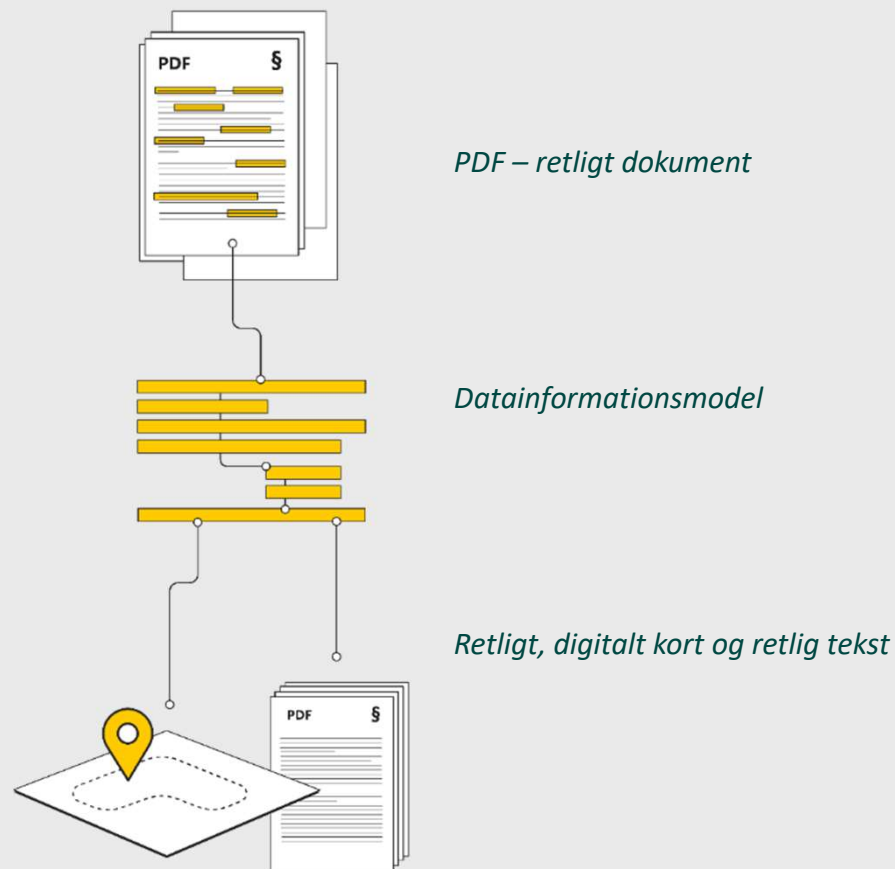 PDF §
PDF – retligt dokument
Datainformationsmodel
Retligt, digitalt kort og retlig tekst
PDF §